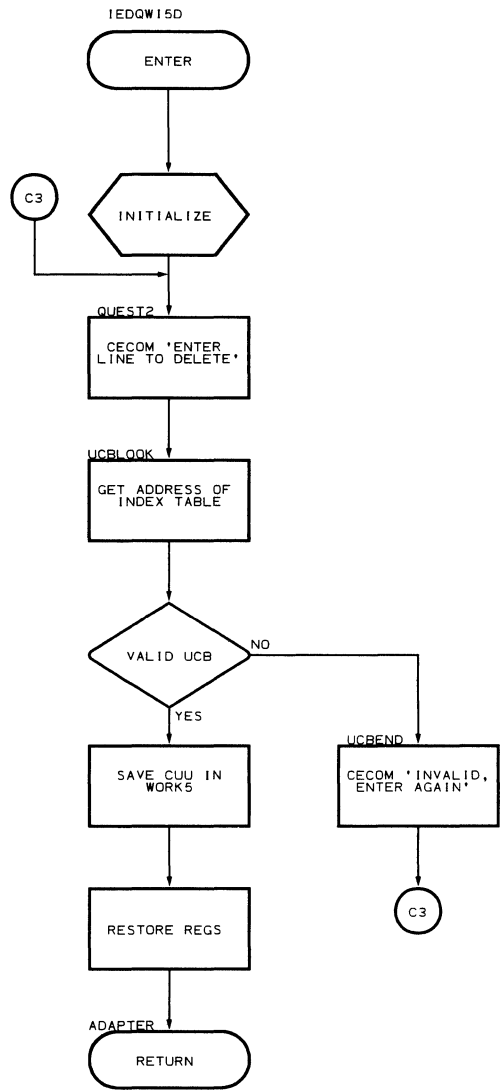 IEDQWI5D
ENTER
C3
INITIALIZE
QUEST2
CECOM 'ENTER
LINE TO DELETE'
UCBLOOK
GET ADDRESS OF
INDEX TABLE
VALID UCB
NO
YES
SAVE CUU IN
WORK5
UCBEND
CECOM 'INVALID,
ENTER AGAIN'
RESTORE REGS
C3
ADAPTER
RETURN